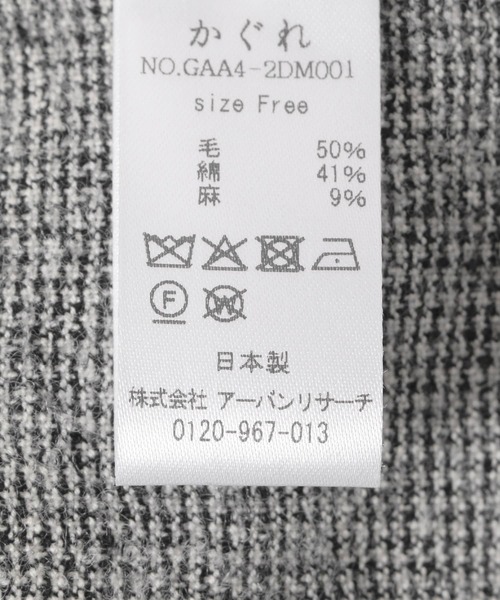 かぐれ
NO.GAA4-2DM001
size Free
毛 50%
綿 41%
麻 9%
F
W
日本製
株式会社 アーバンリサーチ
0120-967-013